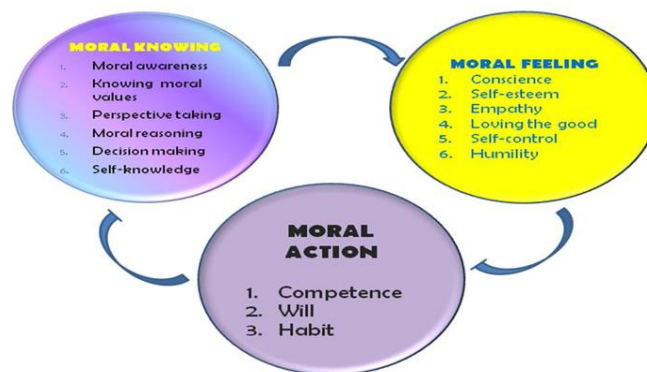 MORAL KNOWING
1. Moral awareness
2. Knowing moral
values
3. Perspective taking
4. Moral reasoning
5. Decision making
6. Self-knowledge
MORAL FEELING
1. Conscience
2. Self-esteem
3. Empathy
4. Loving the good
5. Self-control
6. Humility
MORAL
ACTION
1. Competence
2. Will
3. Habit